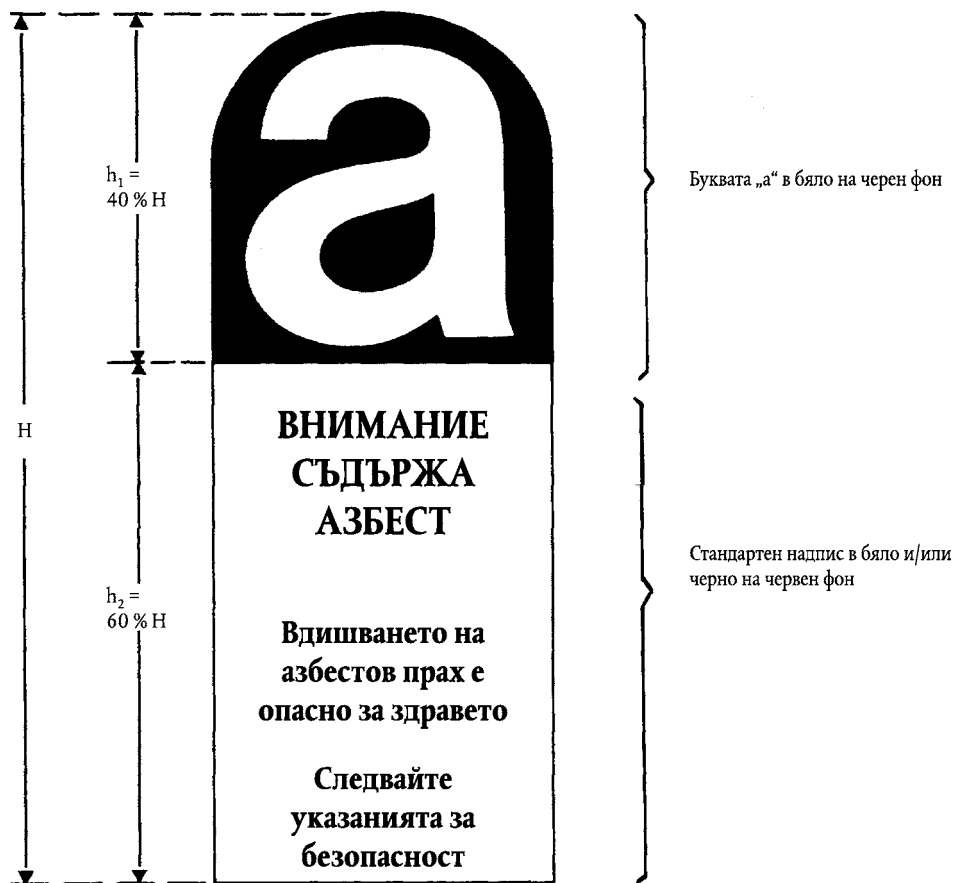 a
h₁ =
40 % H
Буквата „а“ в бяло на черен фон
H
ВНИМАНИЕ
СЪДЪРЖА
АЗБЕСТ
h₂ =
60 % H
Стандартен надпис в бяло и/или
черно на червен фон
Вдишването на
азбестов прах е
опасно за здравето
Следвайте
указанията за
безопасност